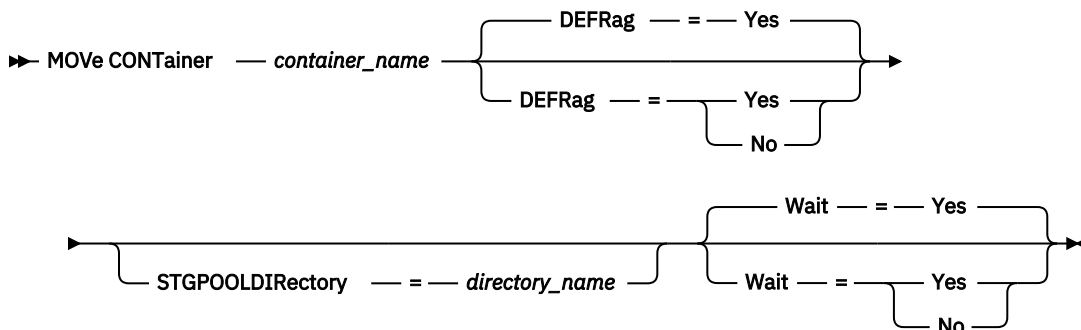 DEFRag = Yes
MOVe CONTainer container_name
DEFRag = Yes
No
Wait = Yes
STGPOOLDIRectory = directory_name
Wait = Yes
No